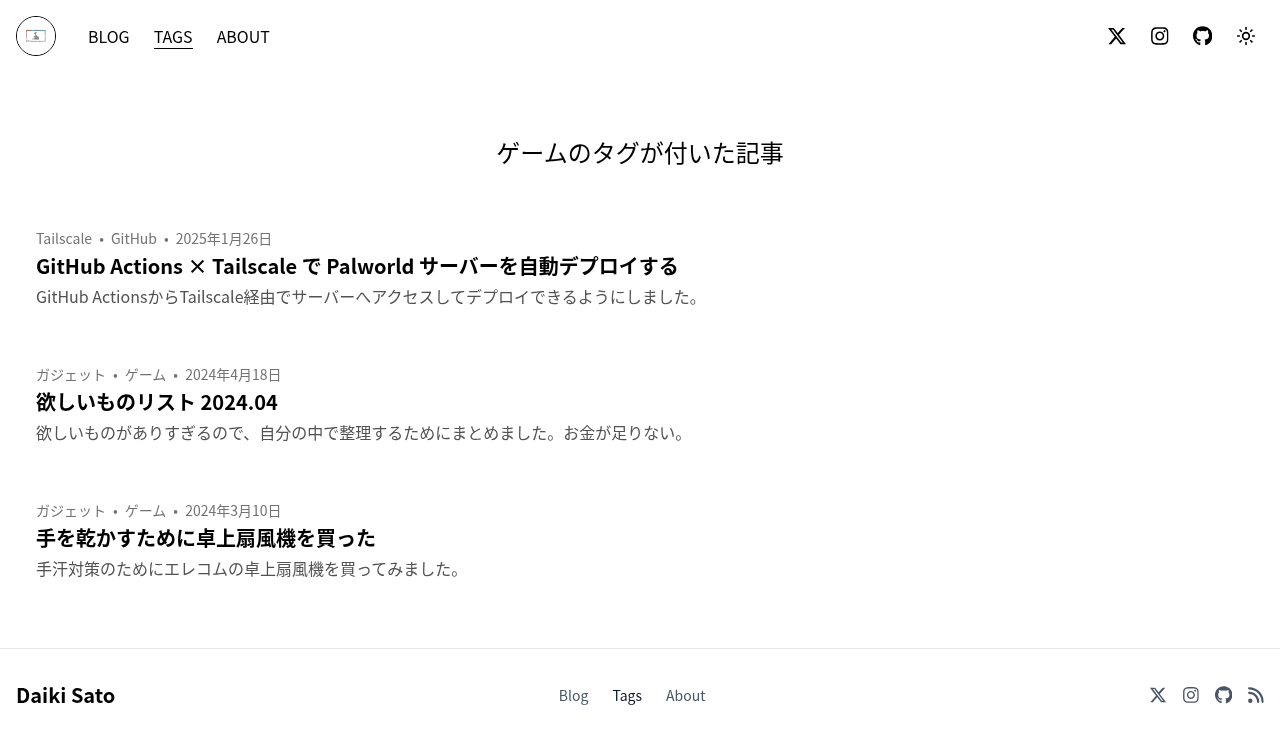 BLOG TAGS ABOUT
ゲームのタグが付いた記事
Tailscale • GitHub • 2025年1月26日
GitHub Actions × Tailscale で Palworld サーバーを自動デプロイする
GitHub ActionsからTailscale経由でサーバーへアクセスしてデプロイできるようにしました。
ガジェット • ゲーム • 2024年4月18日
欲しいものリスト 2024.04
欲しいものがありすぎるので、自分の中で整理するためにまとめました。お金が足りない。
ガジェット • ゲーム • 2024年3月10日
手を乾かすために卓上扇風機を買った
手汗対策のためにエレコムの卓上扇風機を買ってみました。
Daiki Sato
Blog Tags About